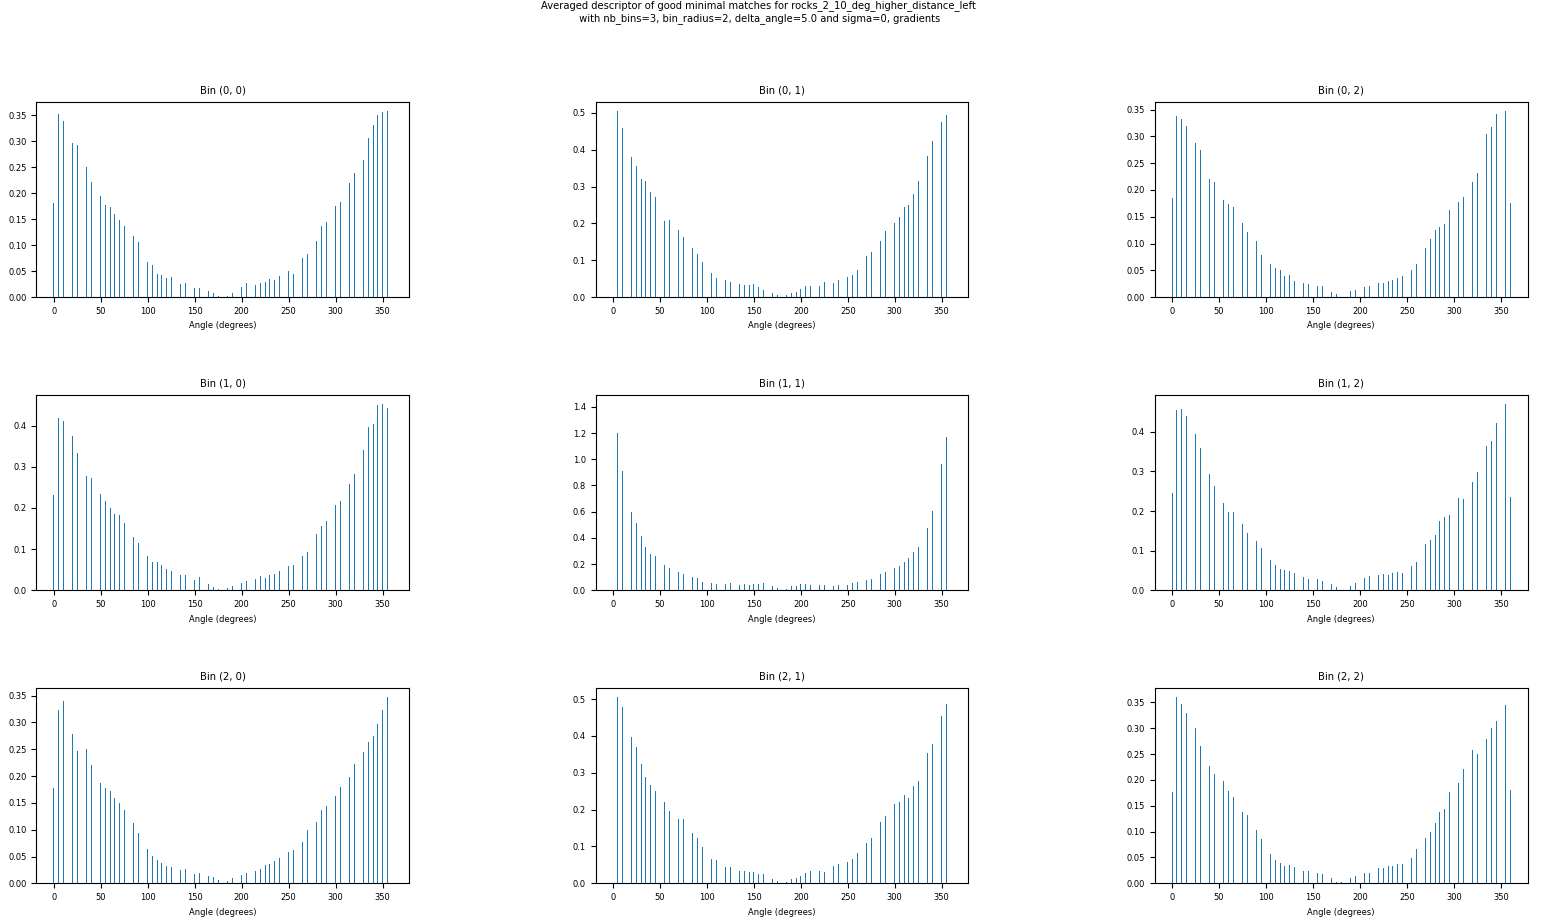 Averaged descriptor of good minimal matches for rocks_2_10_deg_higher_distance_left
with nb_bins=3, bin_radius=2, delta_angle=5.0 and sigma=0, gradients
Bin (0, 0)
0.35
0.30
0.25
0.20
0.15
0.10
0.05
0.00
0 50 100 150 200 250 300 350
Angle (degrees)
Bin (0, 1)
0.5
0.4
0.3
0.2
0.1
0.0
0 50 100 150 200 250 300 350
Angle (degrees)
Bin (0, 2)
0.35
0.30
0.25
0.20
0.15
0.10
0.05
0.00
0 50 100 150 200 250 300 350
Angle (degrees)
Bin (1, 0)
0.4
0.3
0.2
0.1
0.0
0 50 100 150 200 250 300 350
Angle (degrees)
Bin (1, 1)
1.4
1.2
1.0
0.8
0.6
0.4
0.2
0.0
0 50 100 150 200 250 300 350
Angle (degrees)
Bin (1, 2)
0.4
0.3
0.2
0.1
0.0
0 50 100 150 200 250 300 350
Angle (degrees)
Bin (2, 0)
0.35
0.30
0.25
0.20
0.15
0.10
0.05
0.00
0 50 100 150 200 250 300 350
Angle (degrees)
Bin (2, 1)
0.5
0.4
0.3
0.2
0.1
0.0
0 50 100 150 200 250 300 350
Angle (degrees)
Bin (2, 2)
0.35
0.30
0.25
0.20
0.15
0.10
0.05
0.00
0 50 100 150 200 250 300 350
Angle (degrees)